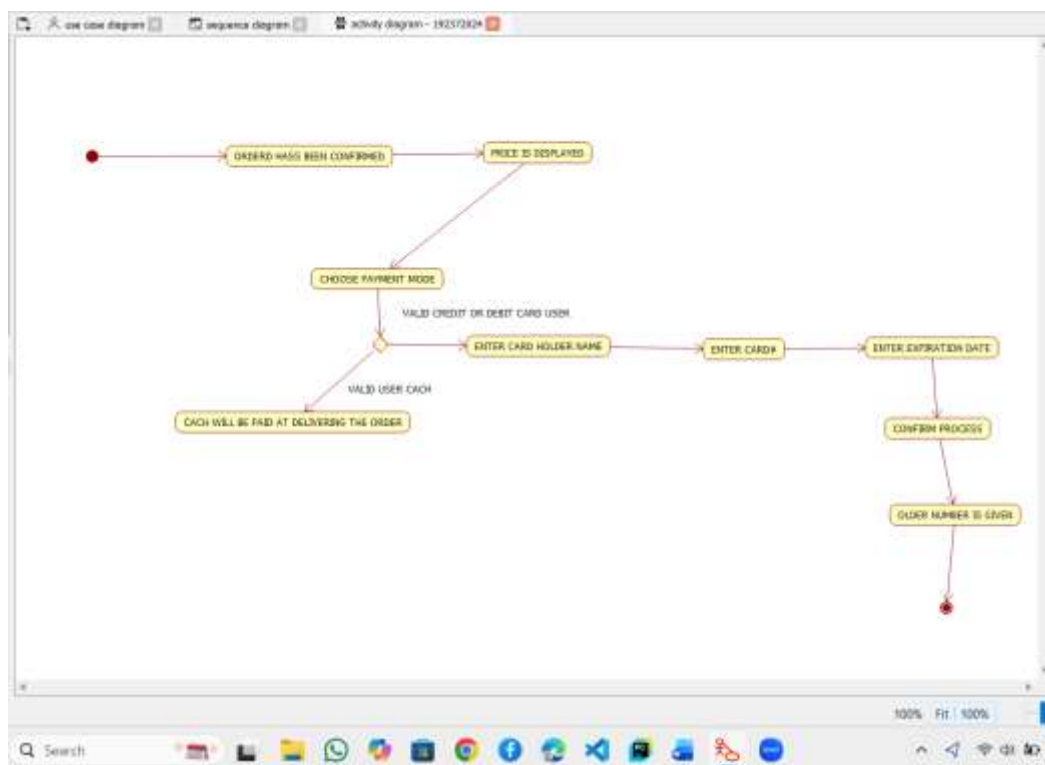 use case diagram
sequence diagram
activity diagram - 192372024
ORDERD HASS BEEN CONFIRMED
PRICE IS DISPLAYED
CHOOSE PAYMENT MODE
VALID CREDIT OR DEBIT CARD USER
ENTER CARD HOLDER NAME
ENTER CARD#
ENTER EXPIRATION DATE
VALID USER CACH
CACH WILL BE PAID AT DELIVERING THE ORDER
CONFIRM PROCESS
OLDER NUMBER IS GIVEN
100% Fit 100%
Search